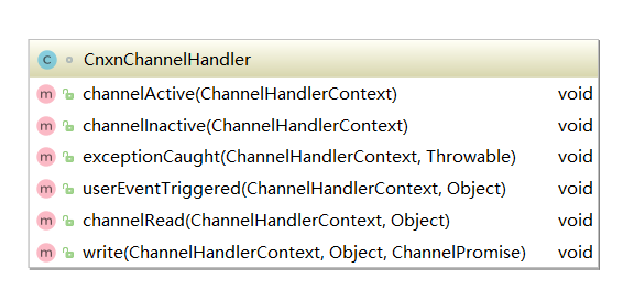 C CnxnChannelHandler
m channelActive(ChannelHandlerContext) void
m channelInactive(ChannelHandlerContext) void
m exceptionCaught(ChannelHandlerContext, Throwable) void
m userEventTriggered(ChannelHandlerContext, Object) void
m channelRead(ChannelHandlerContext, Object) void
m write(ChannelHandlerContext, Object, ChannelPromise) void